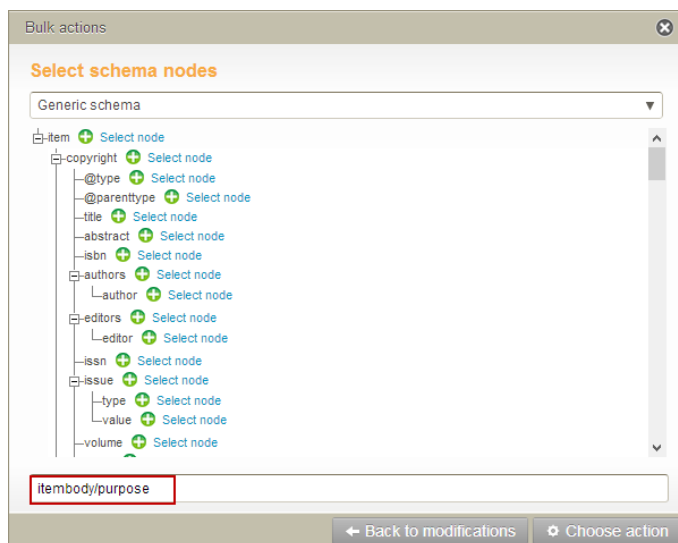 Bulk actions
Select schema nodes
Generic schema
item Select node
copyright Select node
@type Select node
@parenttype Select node
title Select node
abstract Select node
isbn Select node
authors Select node
author Select node
editors Select node
editor Select node
issn Select node
issue Select node
type Select node
value Select node
volume Select node
itembody/purpose
Back to modifications Choose action